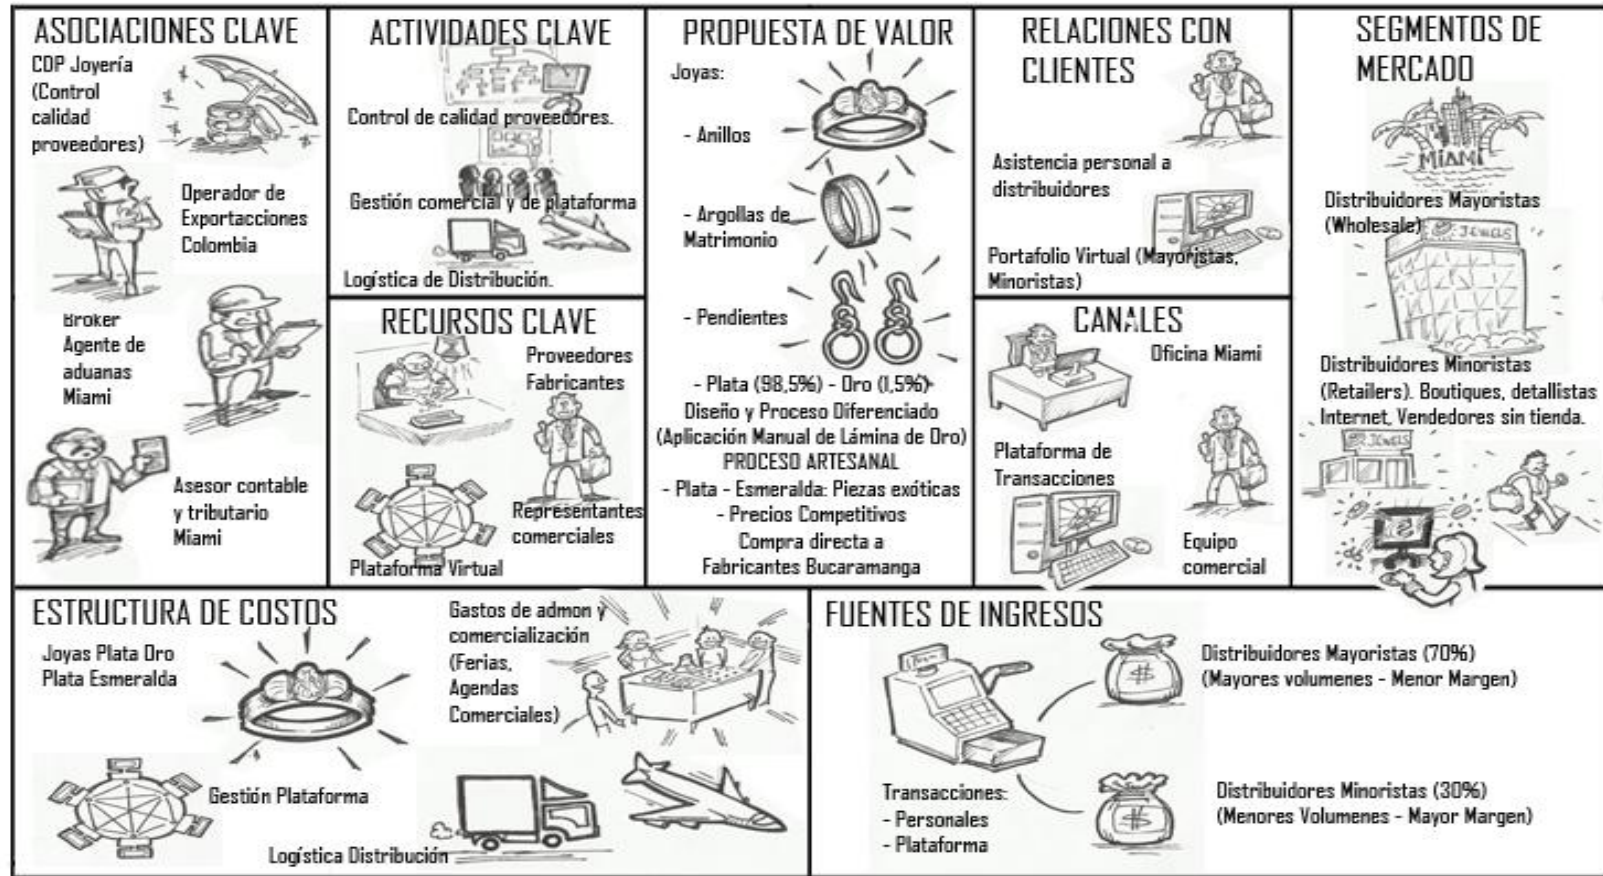 ASOCIACIONES CLAVE
CDP Joyería
(Control
calidad
proveedores)
Operador de
Exportacciones
Colombia
Broker
Agente de
aduanas
Miami
Asesor contable
y tributario
Miami
ACTIVIDADES CLAVE
Control de calidad proveedores.
Gestión comercial y de plataforma
Logística de Distribución.
RECURSOS CLAVE
Proveedores
Fabricantes
Representantes
comerciales
Plataforma Virtual
PROPUESTA DE VALOR
Joyas:
- Anillos
- Argollas de
Matrimonio
- Pendientes
- Plata (98,5%) - Oro (1,5%)-
Diseño y Proceso Diferenciado
(Aplicación Manual de Lámina de Oro)
PROCESO ARTESANAL
- Plata - Esmeralda: Piezas exóticas
- Precios Competitivos
Compra directa a
Fabricantes Bucaramanga
RELACIONES CON
CLIENTES
Asistencia personal a
distribuidores
Portafolio Virtual (Mayoristas,
Minoristas)
CANALES
Oficina Miami
Plataforma de
Transacciones
Equipo
comercial
SEGMENTOS DE
MERCADO
MIAMI
Distribuidores Mayoristas
(Wholesale)
JEWELS
Distribuidores Minoristas
(Retailers). Boutiques, detallistas
Internet, Vendedores sin tienda.
JEWELS
ESTRUCTURA DE COSTOS
Joyas Plata Oro
Plata Esmeralda
Gastos de admon y
comercialización
(Ferias,
Agendas
Comerciales)
Gestión Plataforma
Logística Distribución
FUENTES DE INGRESOS
Transacciones:
- Personales
- Plataforma
$
Distribuidores Mayoristas (70%)
(Mayores volumenes - Menor Margen)
$
Distribuidores Minoristas (30%)
(Menores Volumenes - Mayor Margen)